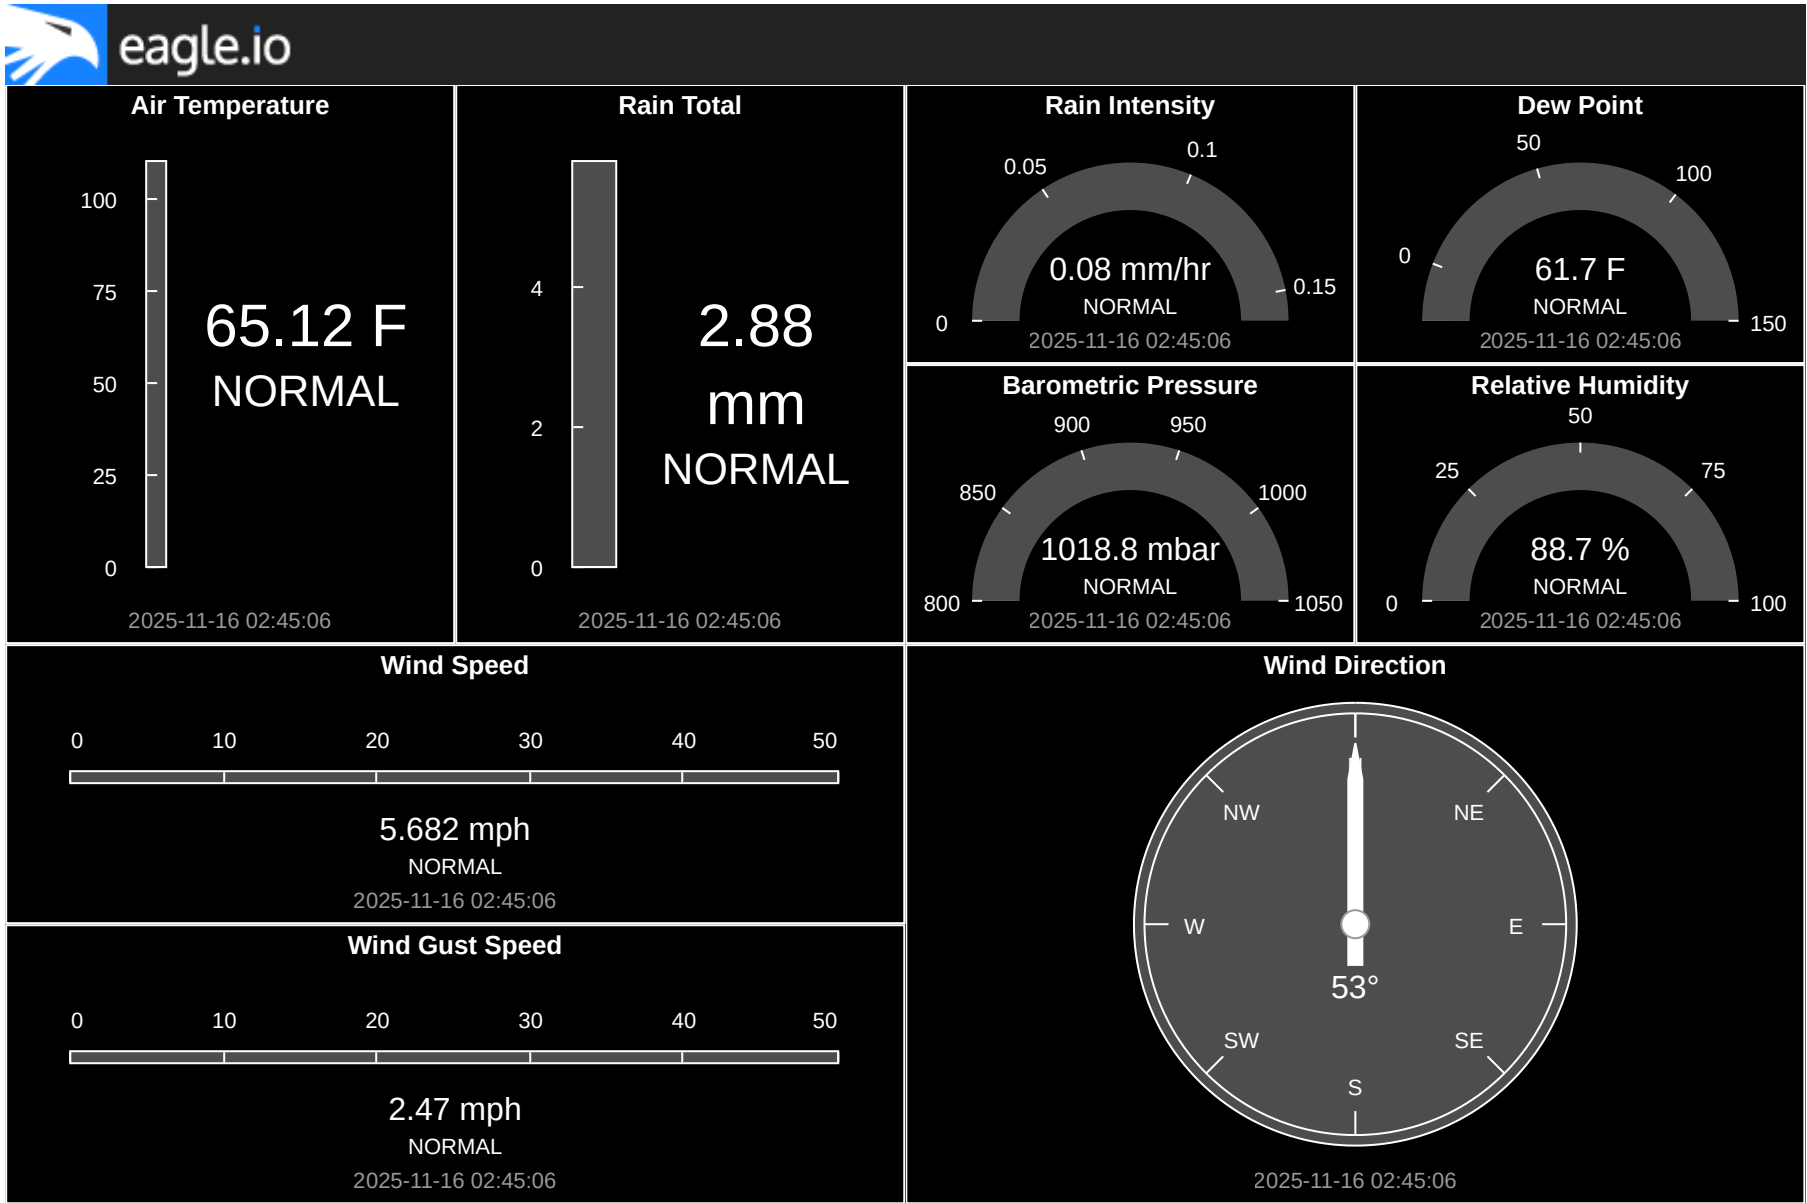 eagle.io
Air Temperature
100
75
50
25
0
65.12 F
NORMAL
2025-11-16 02:45:06
Rain Total
4
2
0
2.88
mm
NORMAL
2025-11-16 02:45:06
Rain Intensity
0
0.05
0.1
0.15
0.08 mm/hr
NORMAL
2025-11-16 02:45:06
Dew Point
0
50
100
150
61.7 F
NORMAL
2025-11-16 02:45:06
Barometric Pressure
800
850
900
950
1000
1050
1018.8 mbar
NORMAL
2025-11-16 02:45:06
Relative Humidity
0
25
50
75
100
88.7 %
NORMAL
2025-11-16 02:45:06
Wind Speed
0 10 20 30 40 50
5.682 mph
NORMAL
2025-11-16 02:45:06
Wind Gust Speed
0 10 20 30 40 50
2.47 mph
NORMAL
2025-11-16 02:45:06
Wind Direction
NW NE
W E
53°
SW SE
S
2025-11-16 02:45:06